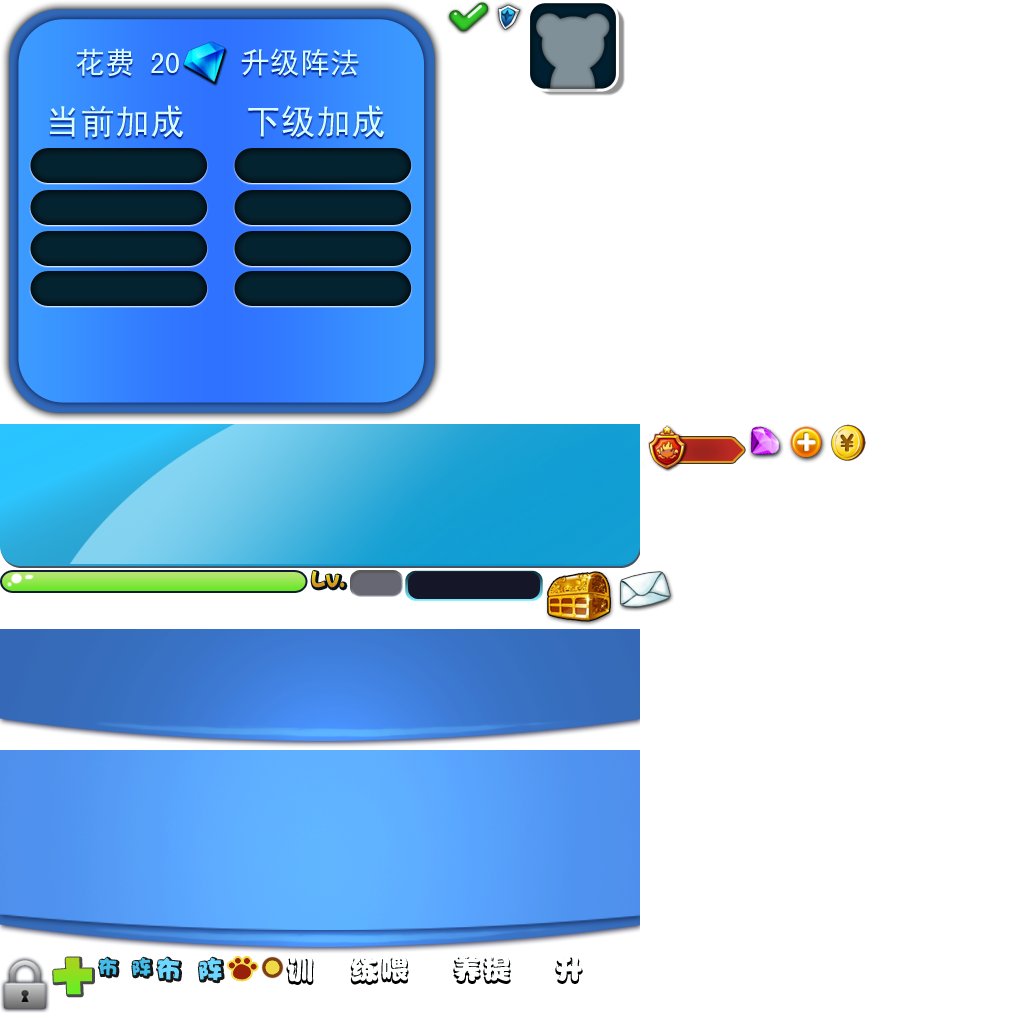 花费 20 升级阵法
当前加成 下级加成
Lv.
布 阵 布 阵 训 练 喂 养 提 升